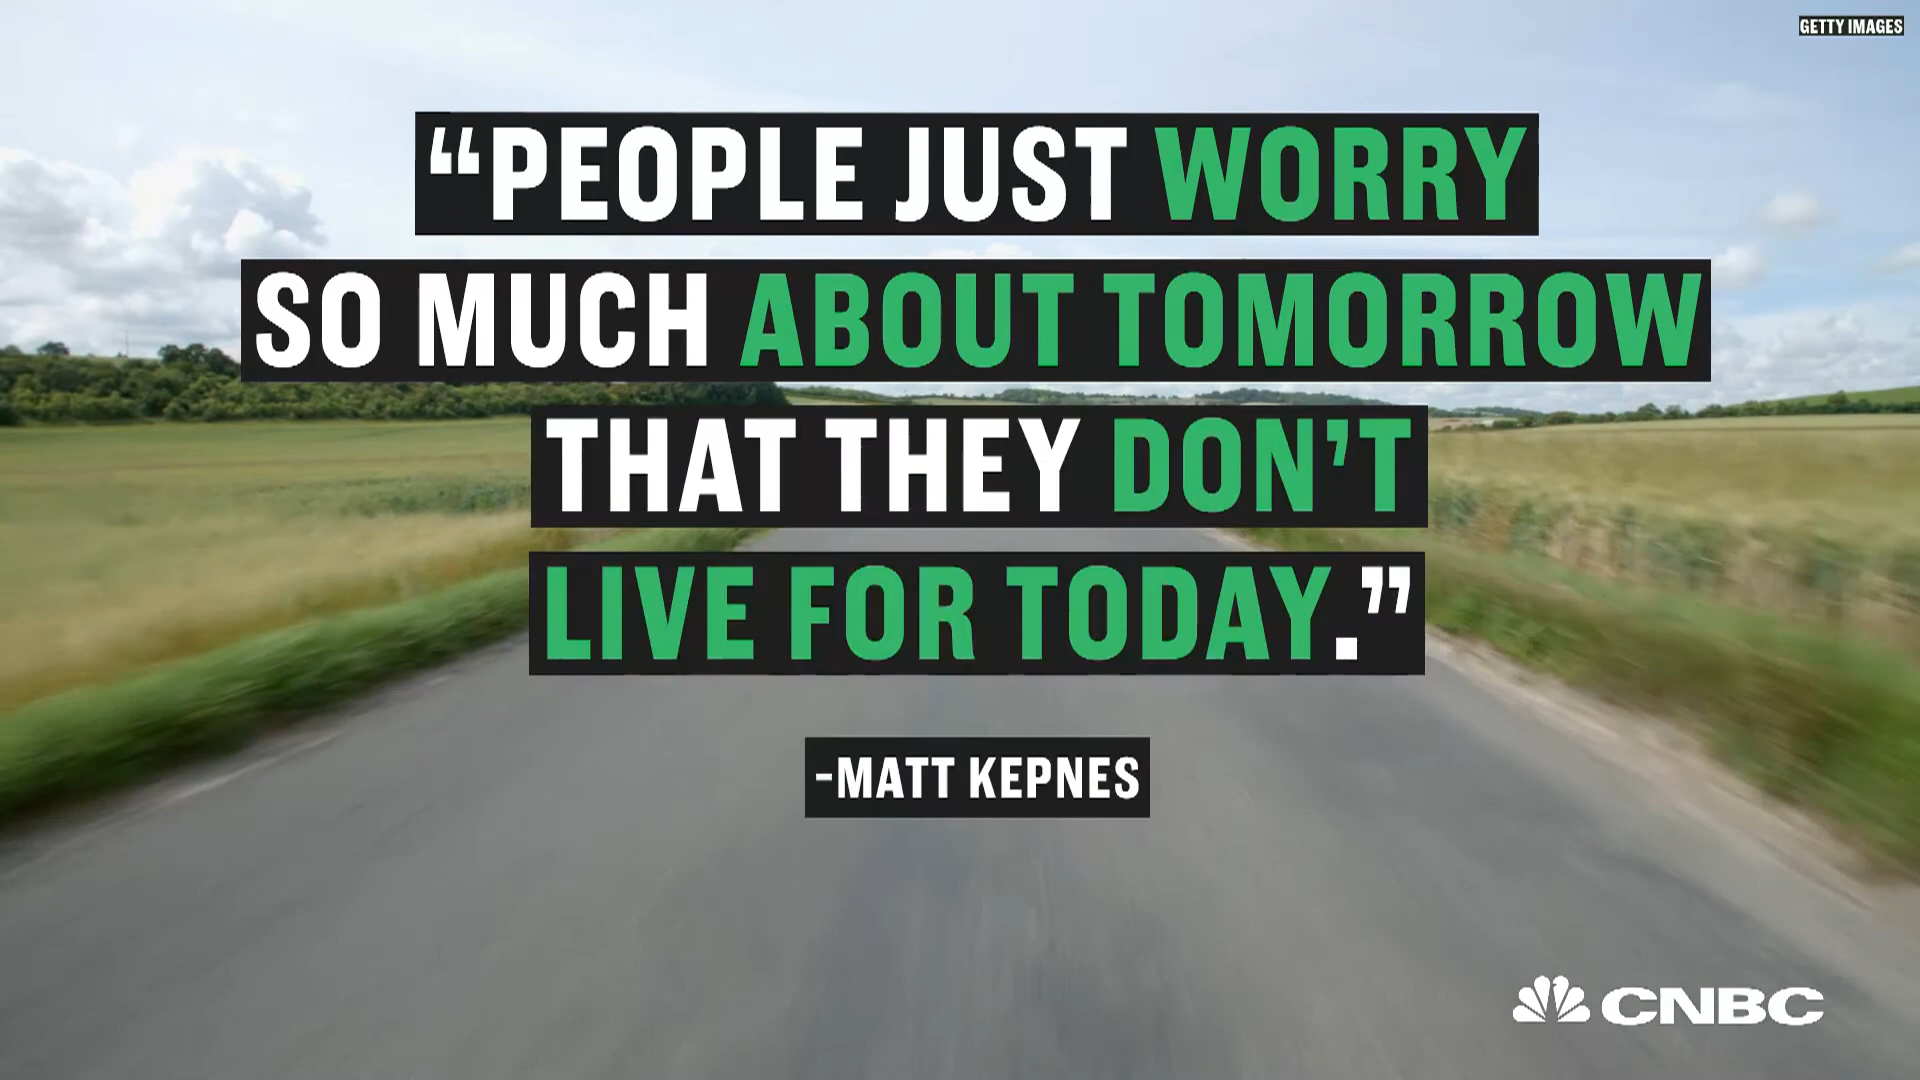 GETTY IMAGES
“PEOPLE JUST WORRY
SO MUCH ABOUT TOMORROW
THAT THEY DON’T
LIVE FOR TODAY.”
-MATT KEPNES
CNBC